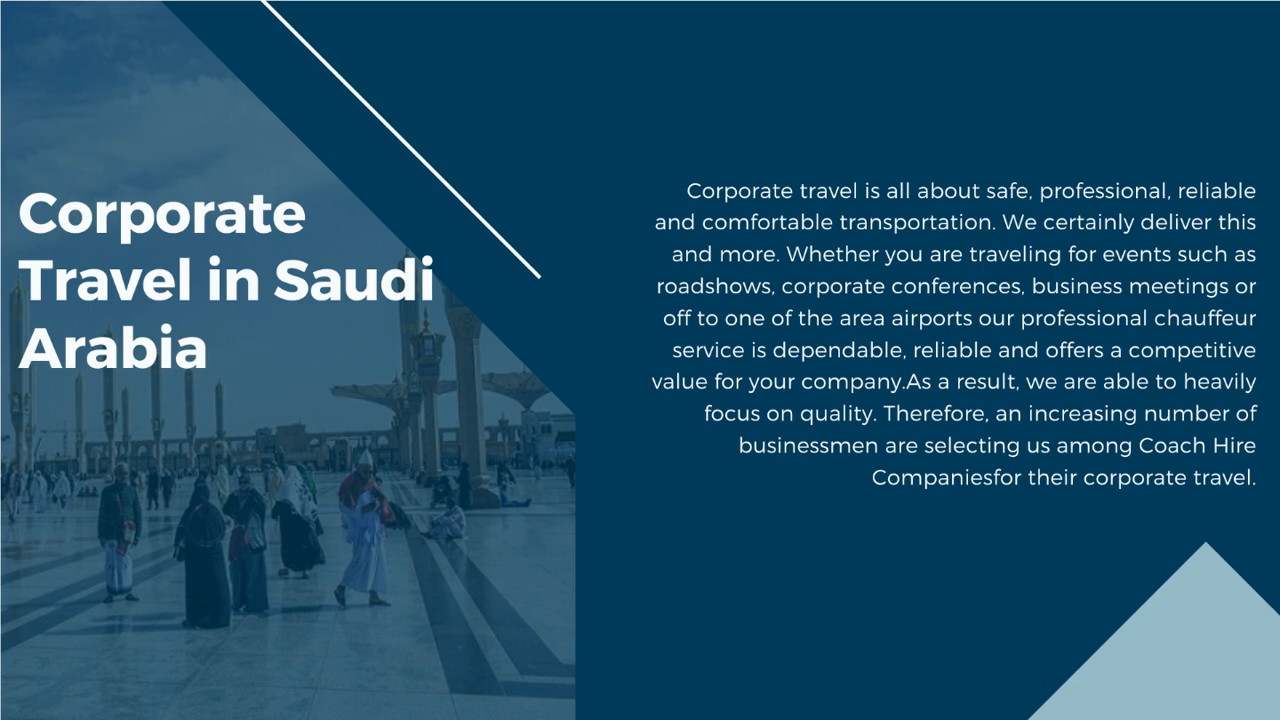 Corporate
Travel in Saudi
Arabia
Corporate travel is all about safe, professional, reliable
and comfortable transportation. We certainly deliver this
and more. Whether you are traveling for events such as
roadshows, corporate conferences, business meetings or
off to one of the area airports our professional chauffeur
service is dependable, reliable and offers a competitive
value for your company.As a result, we are able to heavily
focus on quality. Therefore, an increasing number of
businessmen are selecting us among Coach Hire
Companiesfor their corporate travel.